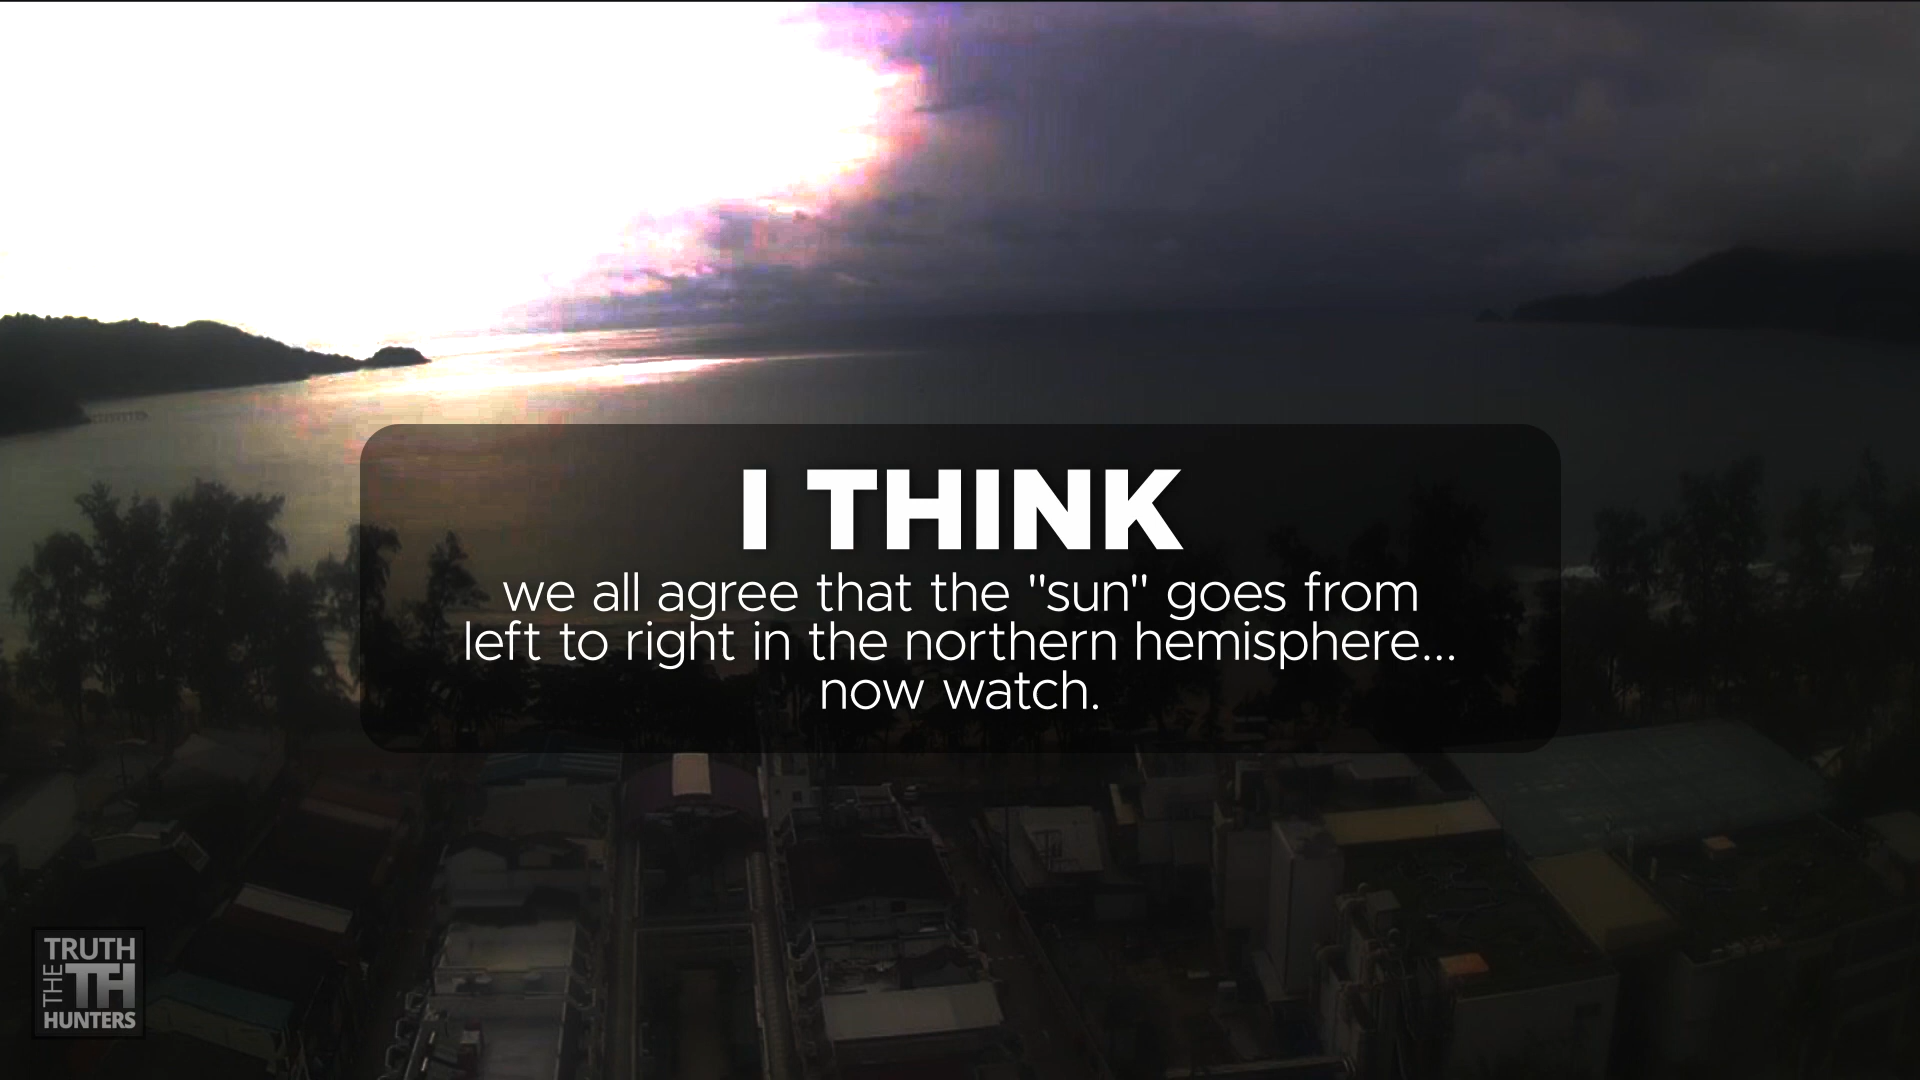 I THINK
we all agree that the "sun" goes from
left to right in the northern hemisphere...
now watch.
THE
TRUTH
TH
HUNTERS